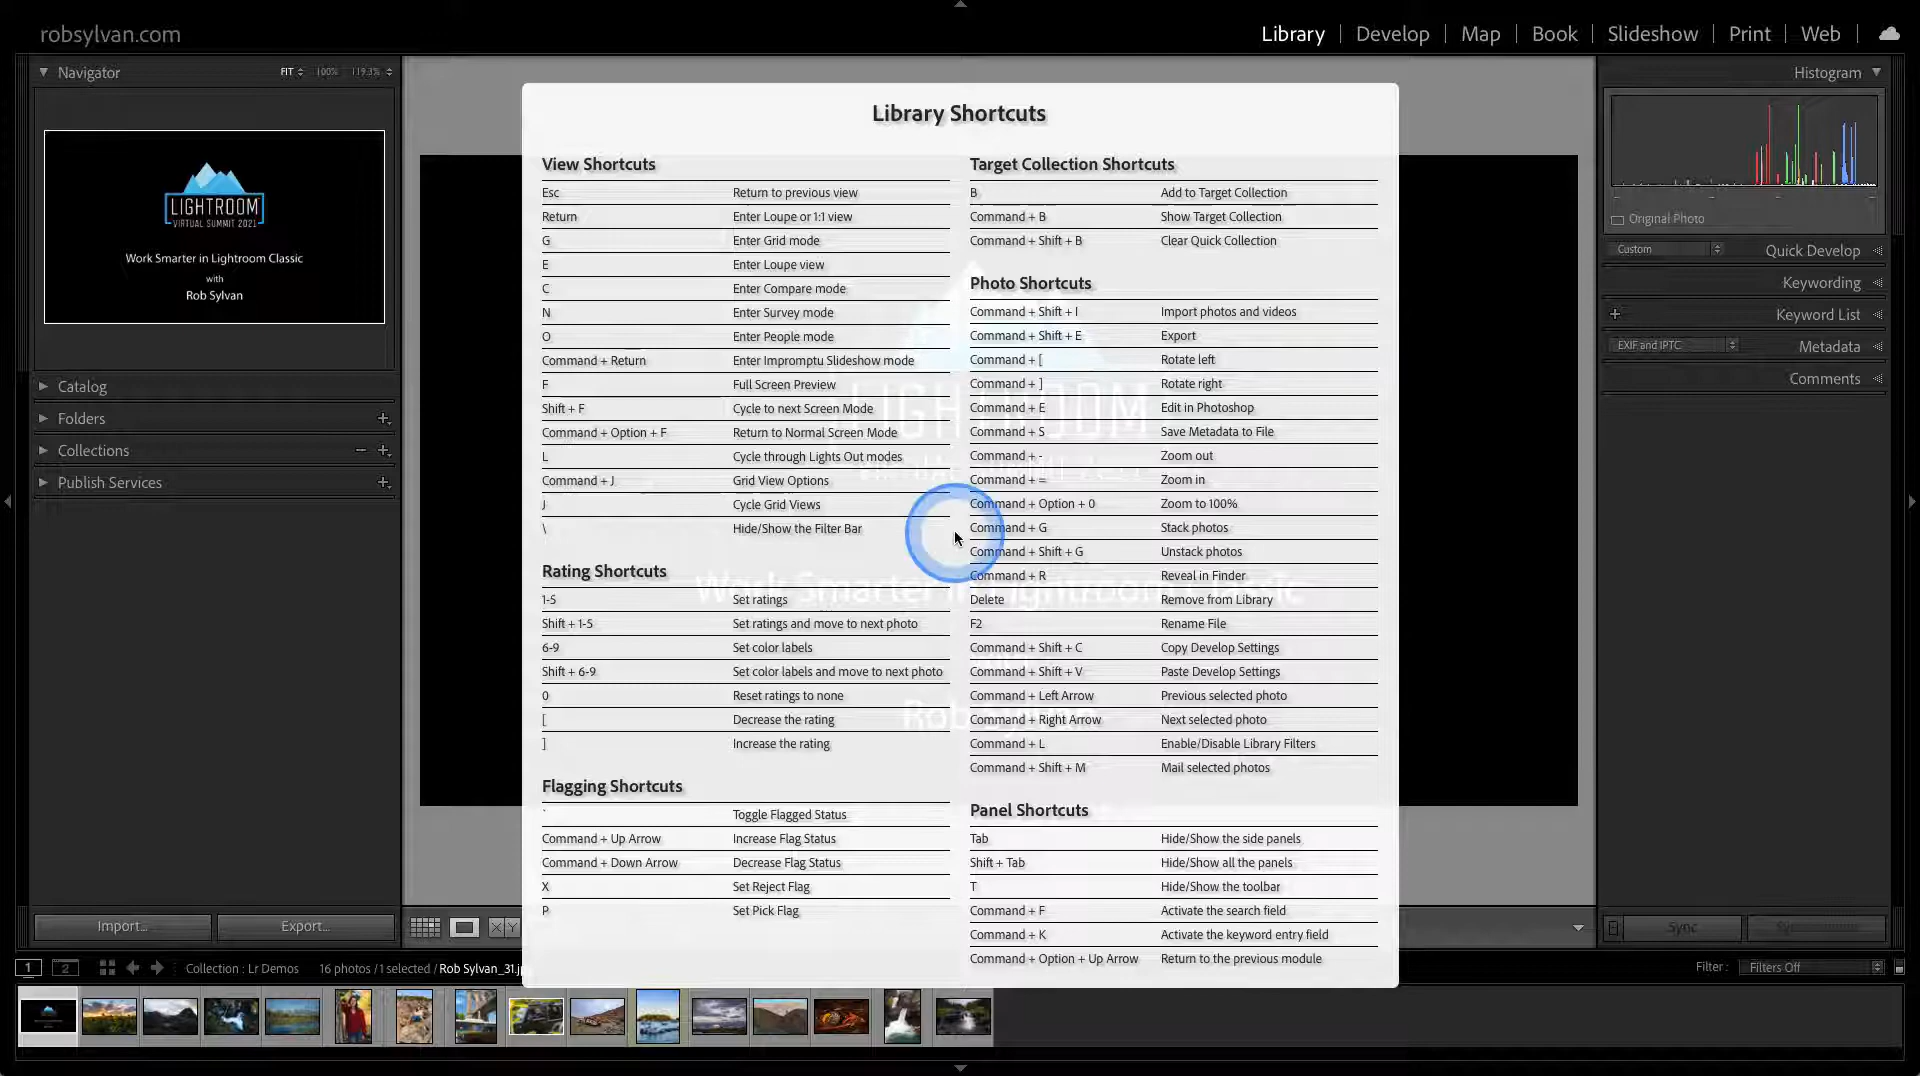 robsylvan.com
Library | Develop | Map | Book | Slideshow | Print | Web
Navigator FIT 100% 119.3%
LIGHTROOM
VIRTUAL SUMMIT 2021
Work Smarter in Lightroom Classic
with
Rob Sylvan
Catalog
Folders
Collections
Publish Services
Import... Export...
Library Shortcuts
View Shortcuts
Esc Return to previous view
Return Enter Loupe or 1:1 view
G Enter Grid mode
E Enter Loupe view
C Enter Compare mode
N Enter Survey mode
O Enter People mode
Command + Return Enter Impromptu Slideshow mode
F Full Screen Preview
Shift + F Cycle to next Screen Mode
Command + Option + F Return to Normal Screen Mode
L Cycle through Lights Out modes
Command + J Grid View Options
J Cycle Grid Views
\ Hide/Show the Filter Bar
Rating Shortcuts
1-5 Set ratings
Shift + 1-5 Set ratings and move to next photo
6-9 Set color labels
Shift + 6-9 Set color labels and move to next photo
0 Reset ratings to none
[ Decrease the rating
] Increase the rating
Flagging Shortcuts
` Toggle Flagged Status
Command + Up Arrow Increase Flag Status
Command + Down Arrow Decrease Flag Status
X Set Reject Flag
P Set Pick Flag
Target Collection Shortcuts
B Add to Target Collection
Command + B Show Target Collection
Command + Shift + B Clear Quick Collection
Photo Shortcuts
Command + Shift + I Import photos and videos
Command + Shift + E Export
Command + [ Rotate left
Command + ] Rotate right
Command + E Edit in Photoshop
Command + S Save Metadata to File
Command + - Zoom out
Command + = Zoom in
Command + Option + 0 Zoom to 100%
Command + G Stack photos
Command + Shift + G Unstack photos
Command + R Reveal in Finder
Delete Remove from Library
F2 Rename File
Command + Shift + C Copy Develop Settings
Command + Shift + V Paste Develop Settings
Command + Left Arrow Previous selected photo
Command + Right Arrow Next selected photo
Command + L Enable/Disable Library Filters
Command + Shift + M Mail selected photos
Panel Shortcuts
Tab Hide/Show the side panels
Shift + Tab Hide/Show all the panels
T Hide/Show the toolbar
Command + F Activate the search field
Command + K Activate the keyword entry field
Command + Option + Up Arrow Return to the previous module
LIGHTROOM
Work Smarter in Lightroom Classic
Rob Sylvan
Histogram
Original Photo
Custom Quick Develop
Keywording
Keyword List
EXIF and IPTC Metadata
Comments
X Y
Sync
1 2 Collection : Lr Demos 16 photos / 1 selected / Rob Sylvan_31.j
Filter : Filters Off